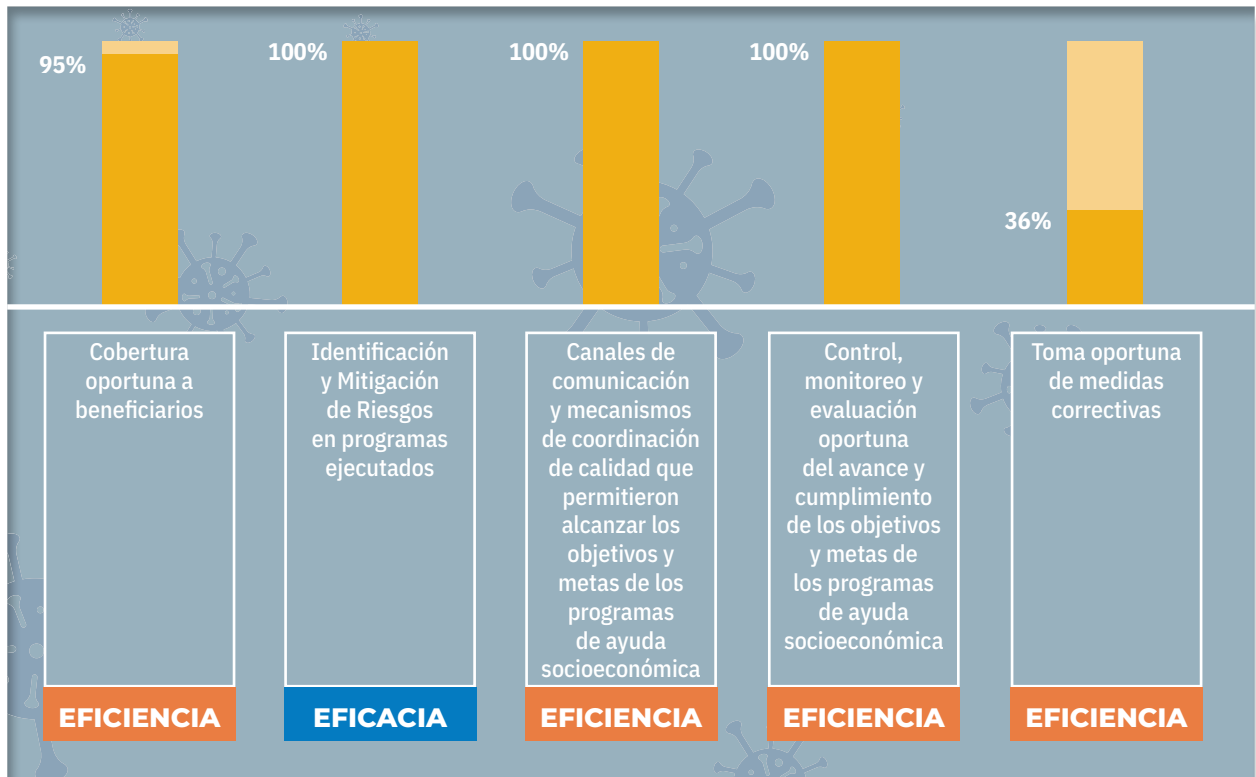 95%
100%
100%
100%
36%
Cobertura
oportuna a
beneficiarios
Identificación
y Mitigación
de Riesgos
en programas
ejecutados
Canales de
comunicación
y mecanismos
de coordinación
de calidad que
permitieron
alcanzar los
objetivos y
metas de los
programas
de ayuda
socioeconómica
Control,
monitoreo y
evaluación
oportuna
del avance y
cumplimiento
de los objetivos
y metas de
los programas
de ayuda
socioeconómica
Toma oportuna
de medidas
correctivas
EFICIENCIA
EFICACIA
EFICIENCIA
EFICIENCIA
EFICIENCIA